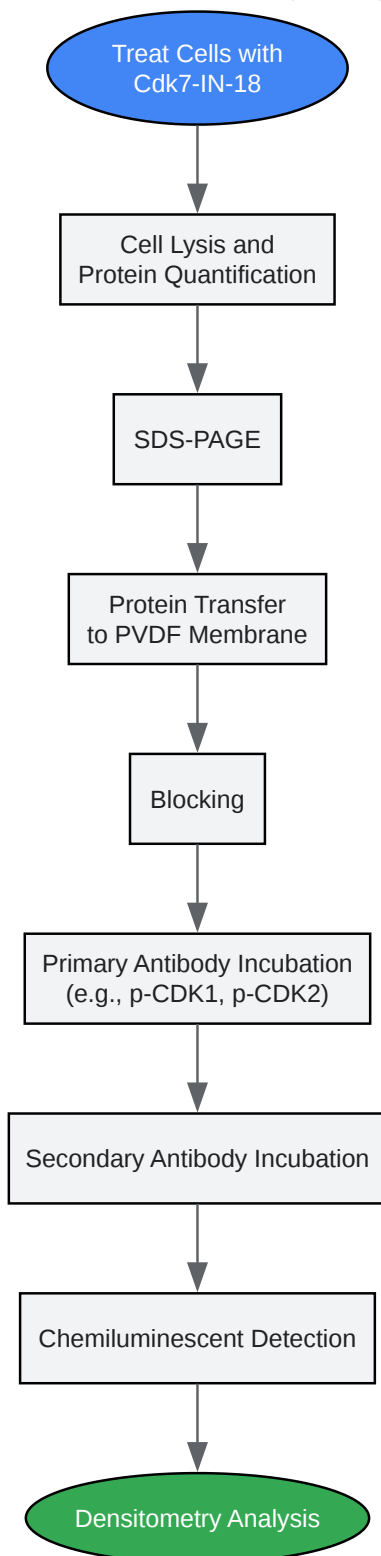 Treat Cells with
Cdk7-IN-18
Cell Lysis and
Protein Quantification
SDS-PAGE
Protein Transfer
to PVDF Membrane
Blocking
Primary Antibody Incubation
(e.g., p-CDK1, p-CDK2)
Secondary Antibody Incubation
Chemiluminescent Detection
Densitometry Analysis